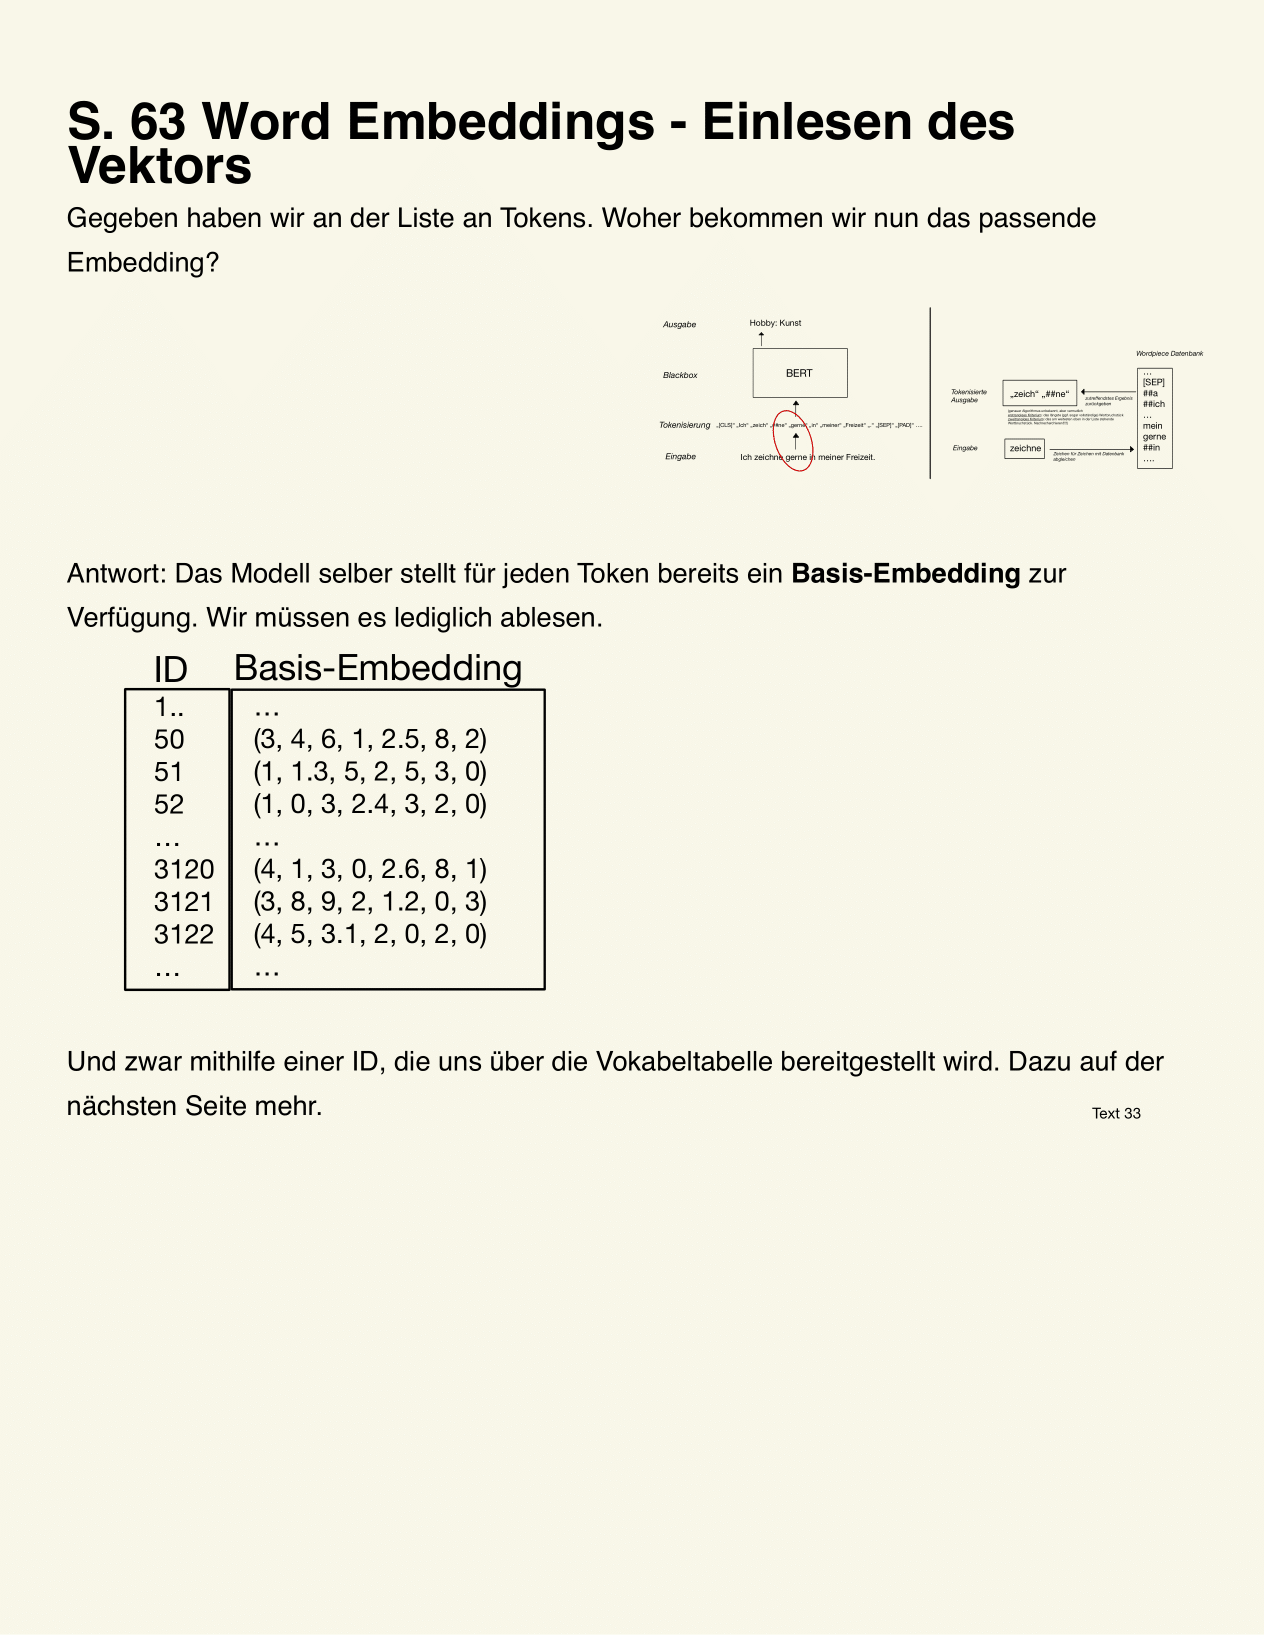 S. 63 Word Embeddings - Einlesen des
Vektors
Gegeben haben wir an der Liste an Tokens. Woher bekommen wir nun das passende
Embedding?
Ausgabe
Hobby: Kunst
Blackbox
BERT
Tokenisierung
„[CLS]“ „Ich“ „zeich“ „##ne“ „gerne“ „in“ „meiner“ „Freizeit“ „.“ „[SEP]“ „[PAD]“ …
Eingabe
Ich zeichne gerne in meiner Freizeit.
Wordpiece Datenbank
Tokenisierte
Ausgabe
„zeich“ „##ne“
zutreffendstes Ergebnis
zurückgeben
Eingabe
zeichne
Zeichen für Zeichen mit Datenbank
abgleichen
…
[SEP]
##a
##ich
…
mein
gerne
##in
….
Antwort: Das Modell selber stellt für jeden Token bereits ein Basis-Embedding zur
Verfügung. Wir müssen es lediglich ablesen.
ID Basis-Embedding
1.. …
50 (3, 4, 6, 1, 2.5, 8, 2)
51 (1, 1.3, 5, 2, 5, 3, 0)
52 (1, 0, 3, 2.4, 3, 2, 0)
… …
3120 (4, 1, 3, 0, 2.6, 8, 1)
3121 (3, 8, 9, 2, 1.2, 0, 3)
3122 (4, 5, 3.1, 2, 0, 2, 0)
… …
Und zwar mithilfe einer ID, die uns über die Vokabeltabelle bereitgestellt wird. Dazu auf der
nächsten Seite mehr.
Text 33